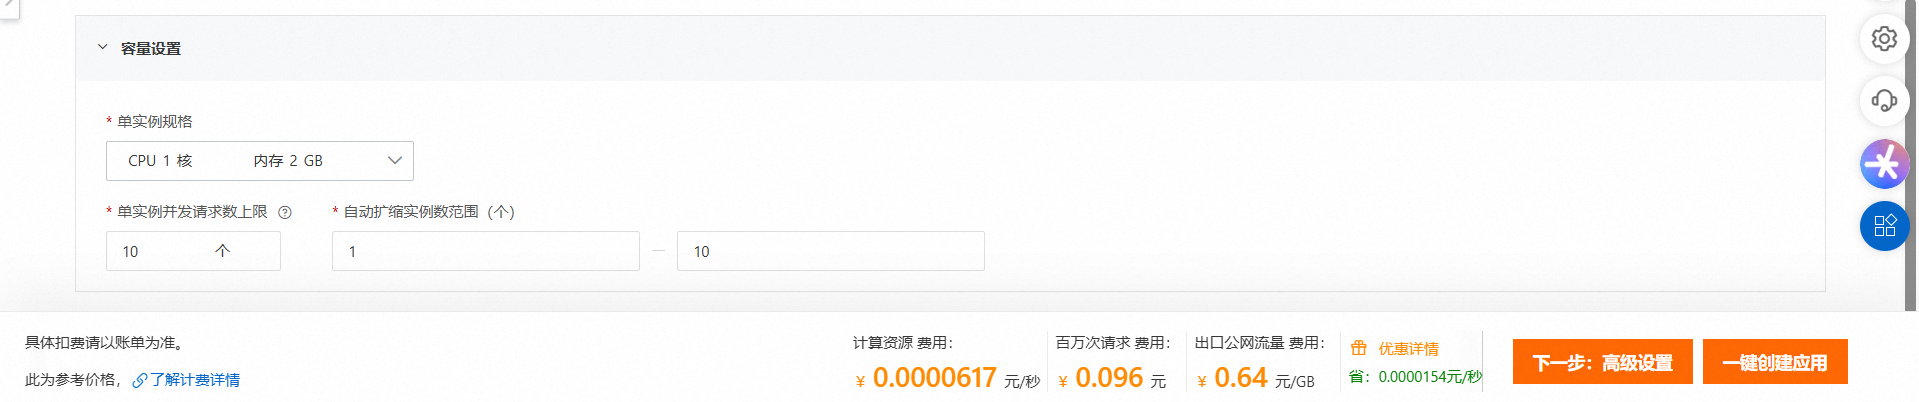 容量设置
* 单实例规格
CPU 1 核 内存 2 GB
* 单实例并发请求数上限 * 自动扩缩实例数范围（个）
10 个 1 — 10
具体扣费请以账单为准。
此为参考价格，了解计费详情
计算资源 费用： 百万次请求 费用： 出口公网流量 费用： 优惠详情
¥ 0.0000617 元/秒 ¥ 0.096 元 ¥ 0.64 元/GB 省：0.0000154元/秒
下一步：高级设置 一键创建应用